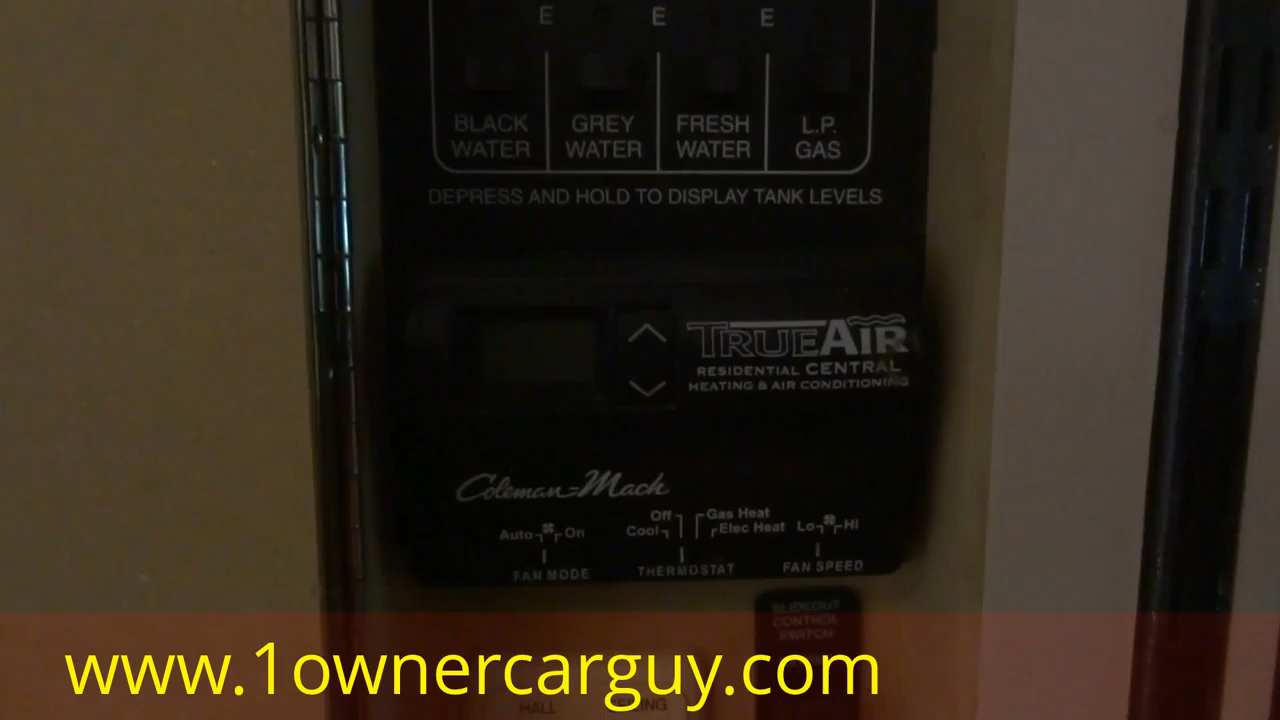 E E E
BLACK WATER
GREY WATER
FRESH WATER
L.P. GAS
DEPRESS AND HOLD TO DISPLAY TANK LEVELS
TRUEAIR
RESIDENTIAL CENTRAL
HEATING & AIR CONDITIONING
Coleman-Mach
Auto On
FAN MODE
Off Gas Heat
Cool Elec Heat
THERMOSTAT
Lo Hi
FAN SPEED
SLIDEOUT
CONTROL
SWITCH
www.1ownercarguy.com
HALL